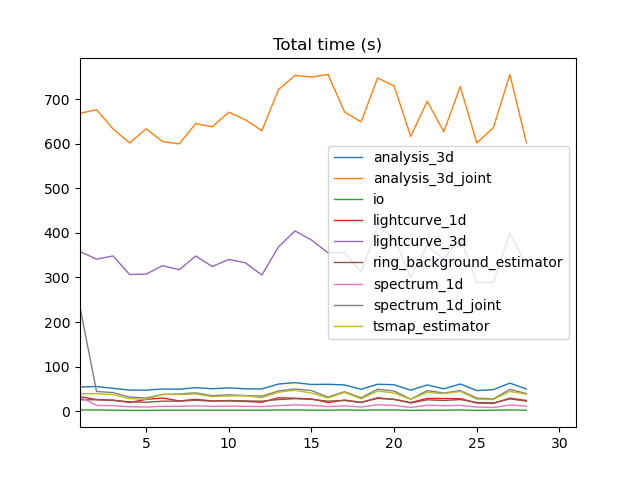 Total time (s)
700
600
500
400
300
200
100
0
5
10
15
20
25
30
analysis_3d
analysis_3d_joint
io
lightcurve_1d
lightcurve_3d
ring_background_estimator
spectrum_1d
spectrum_1d_joint
tsmap_estimator